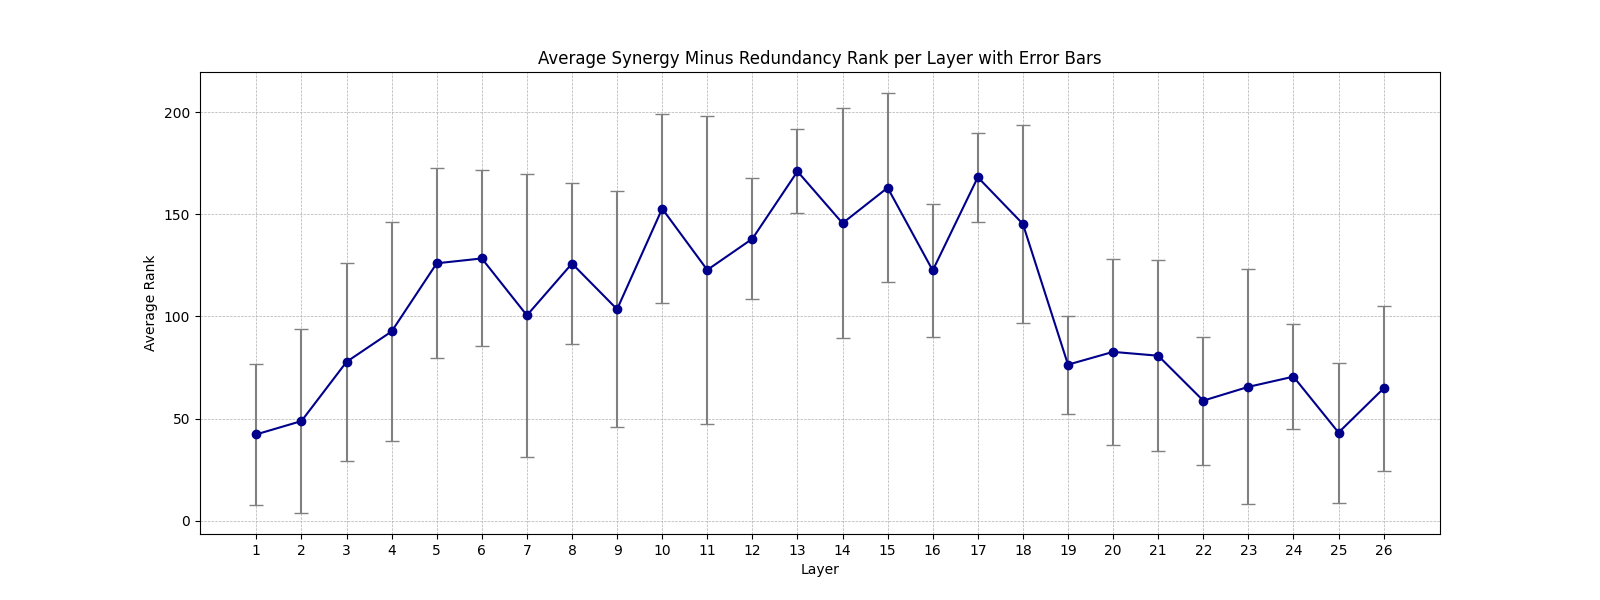 Average Synergy Minus Redundancy Rank per Layer with Error Bars
Average Rank
200
150
100
50
0
1 2 3 4 5 6 7 8 9 10 11 12 13 14 15 16 17 18 19 20 21 22 23 24 25 26
Layer